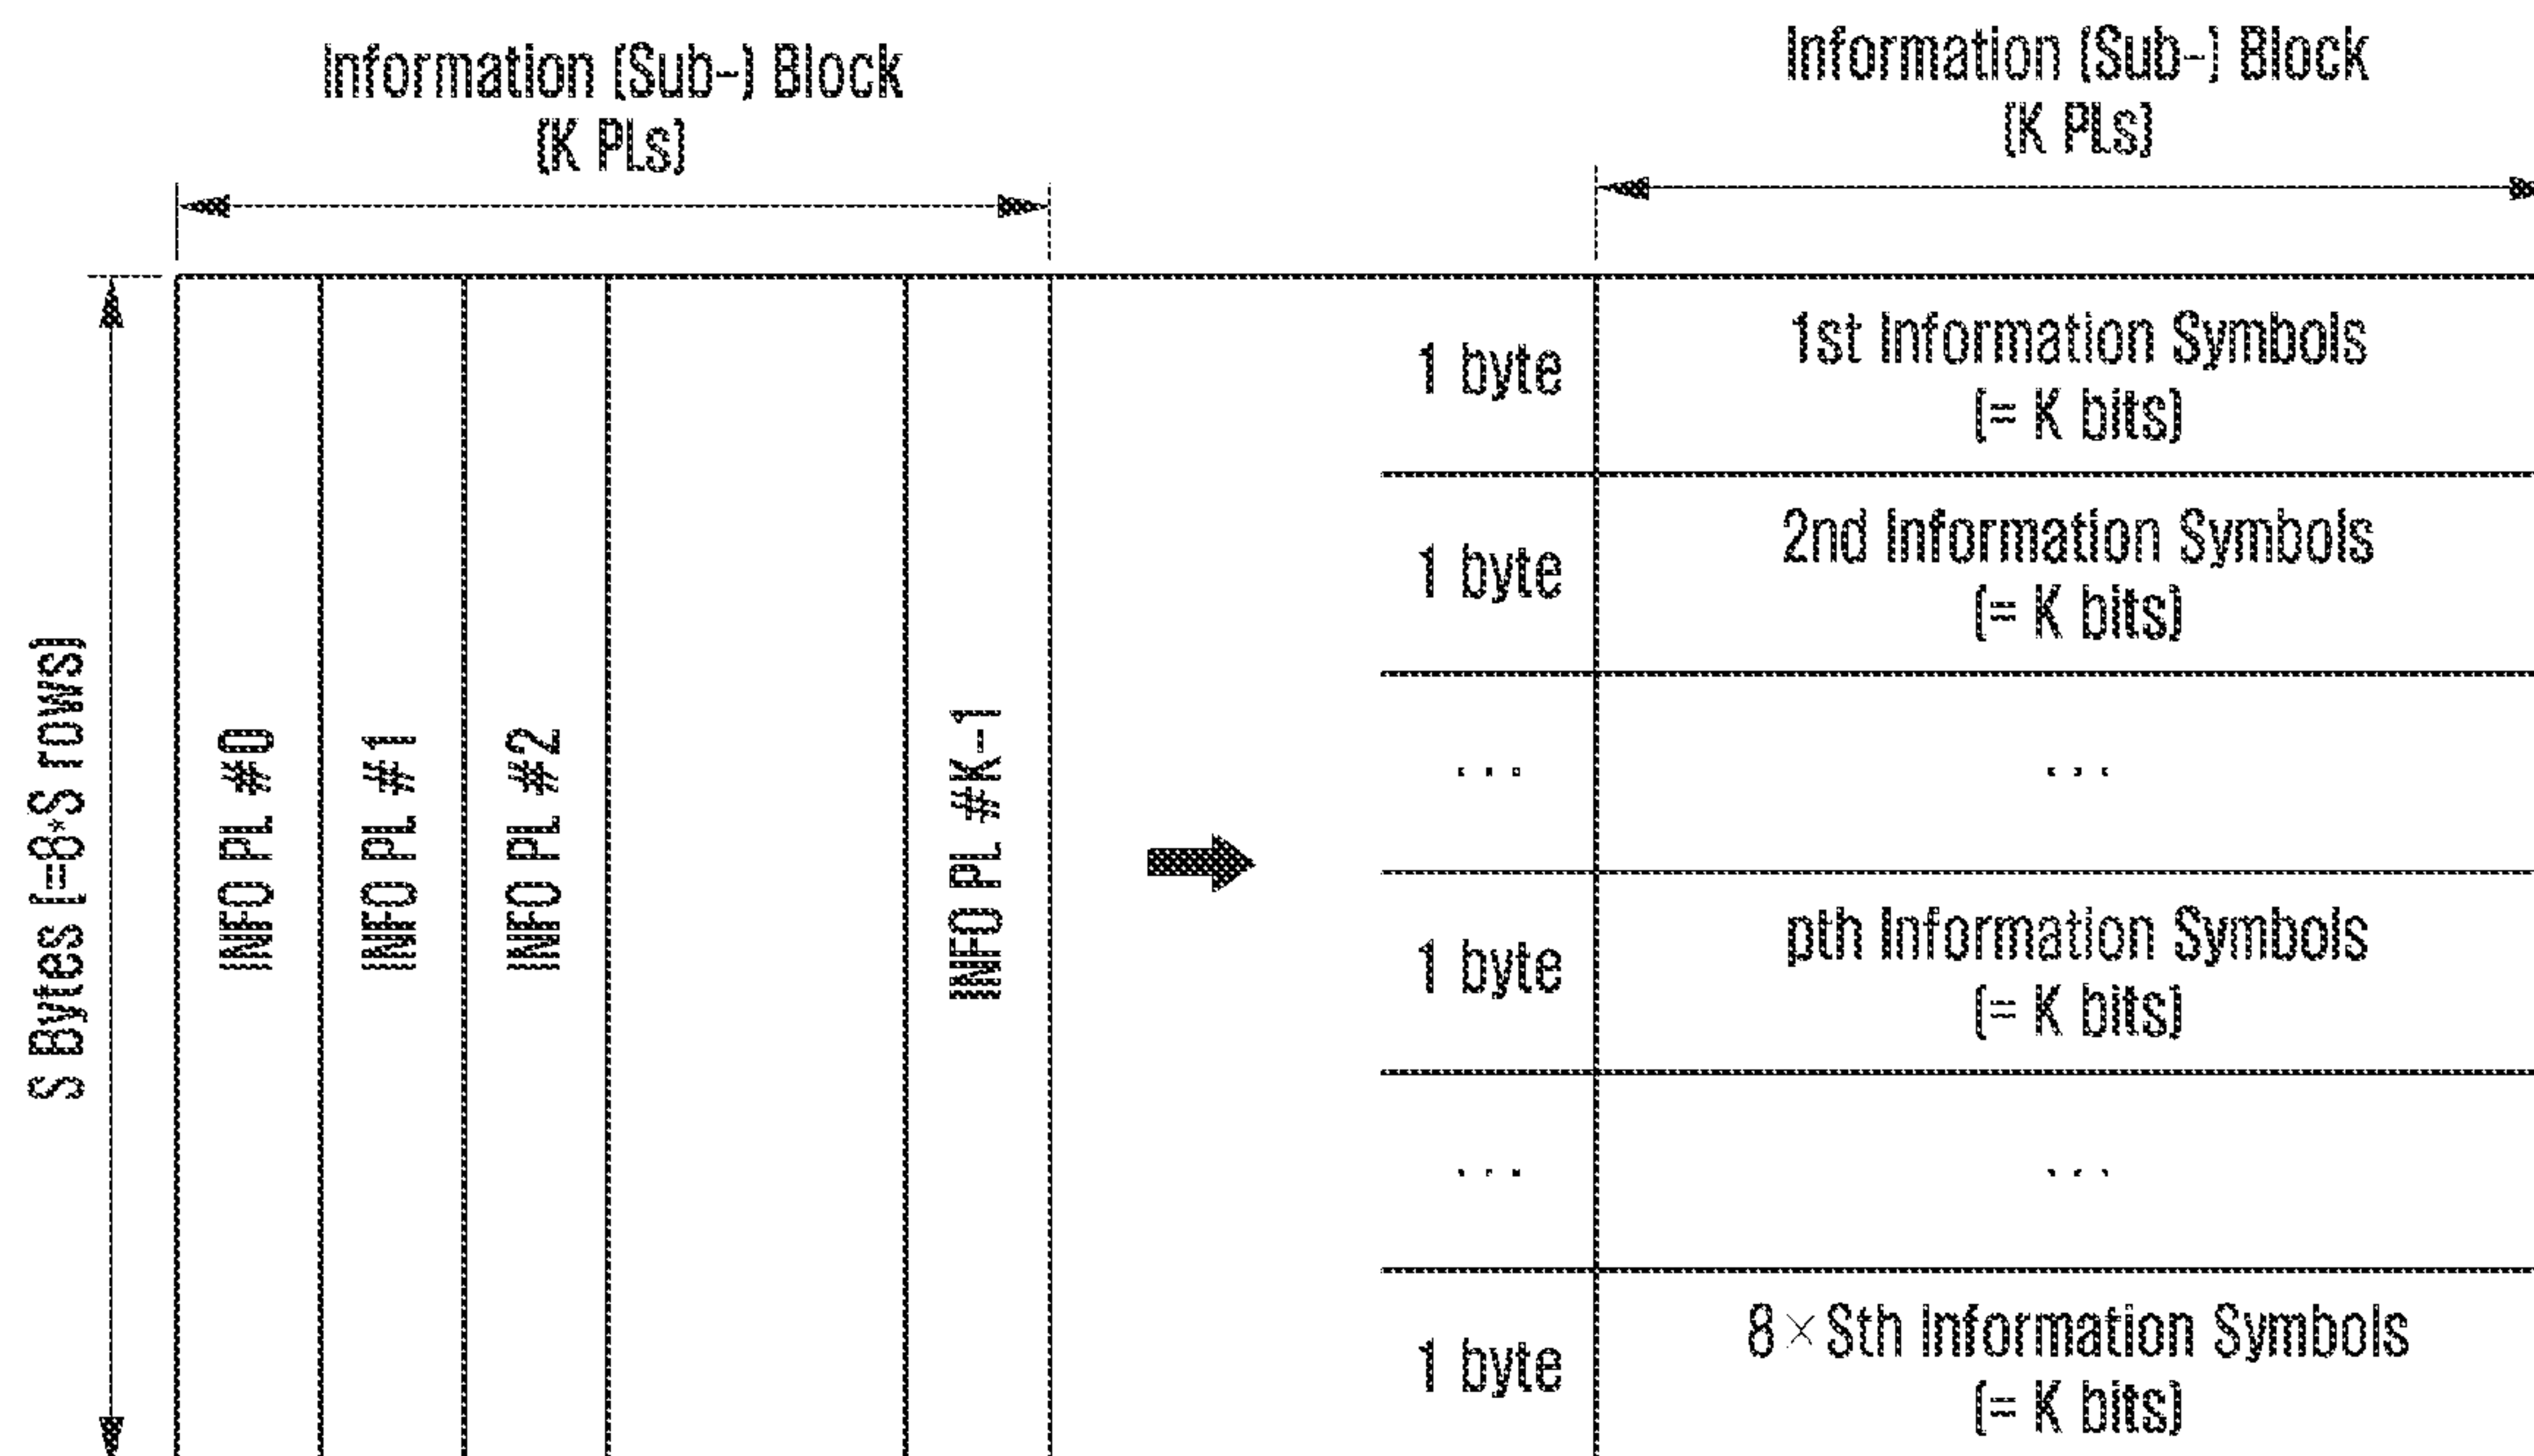 Information (Sub-) Block
(K PLs)
S Bytes (=8*S rows)
INFO PL #0
INFO PL #1
INFO PL #2
INFO PL #K-1
Information (Sub-) Block
(K PLs)
1 byte
1st Information Symbols
(= K bits)
1 byte
2nd Information Symbols
(= K bits)
...
...
1 byte
pth Information Symbols
(= K bits)
...
...
1 byte
8×Sth Information Symbols
(= K bits)